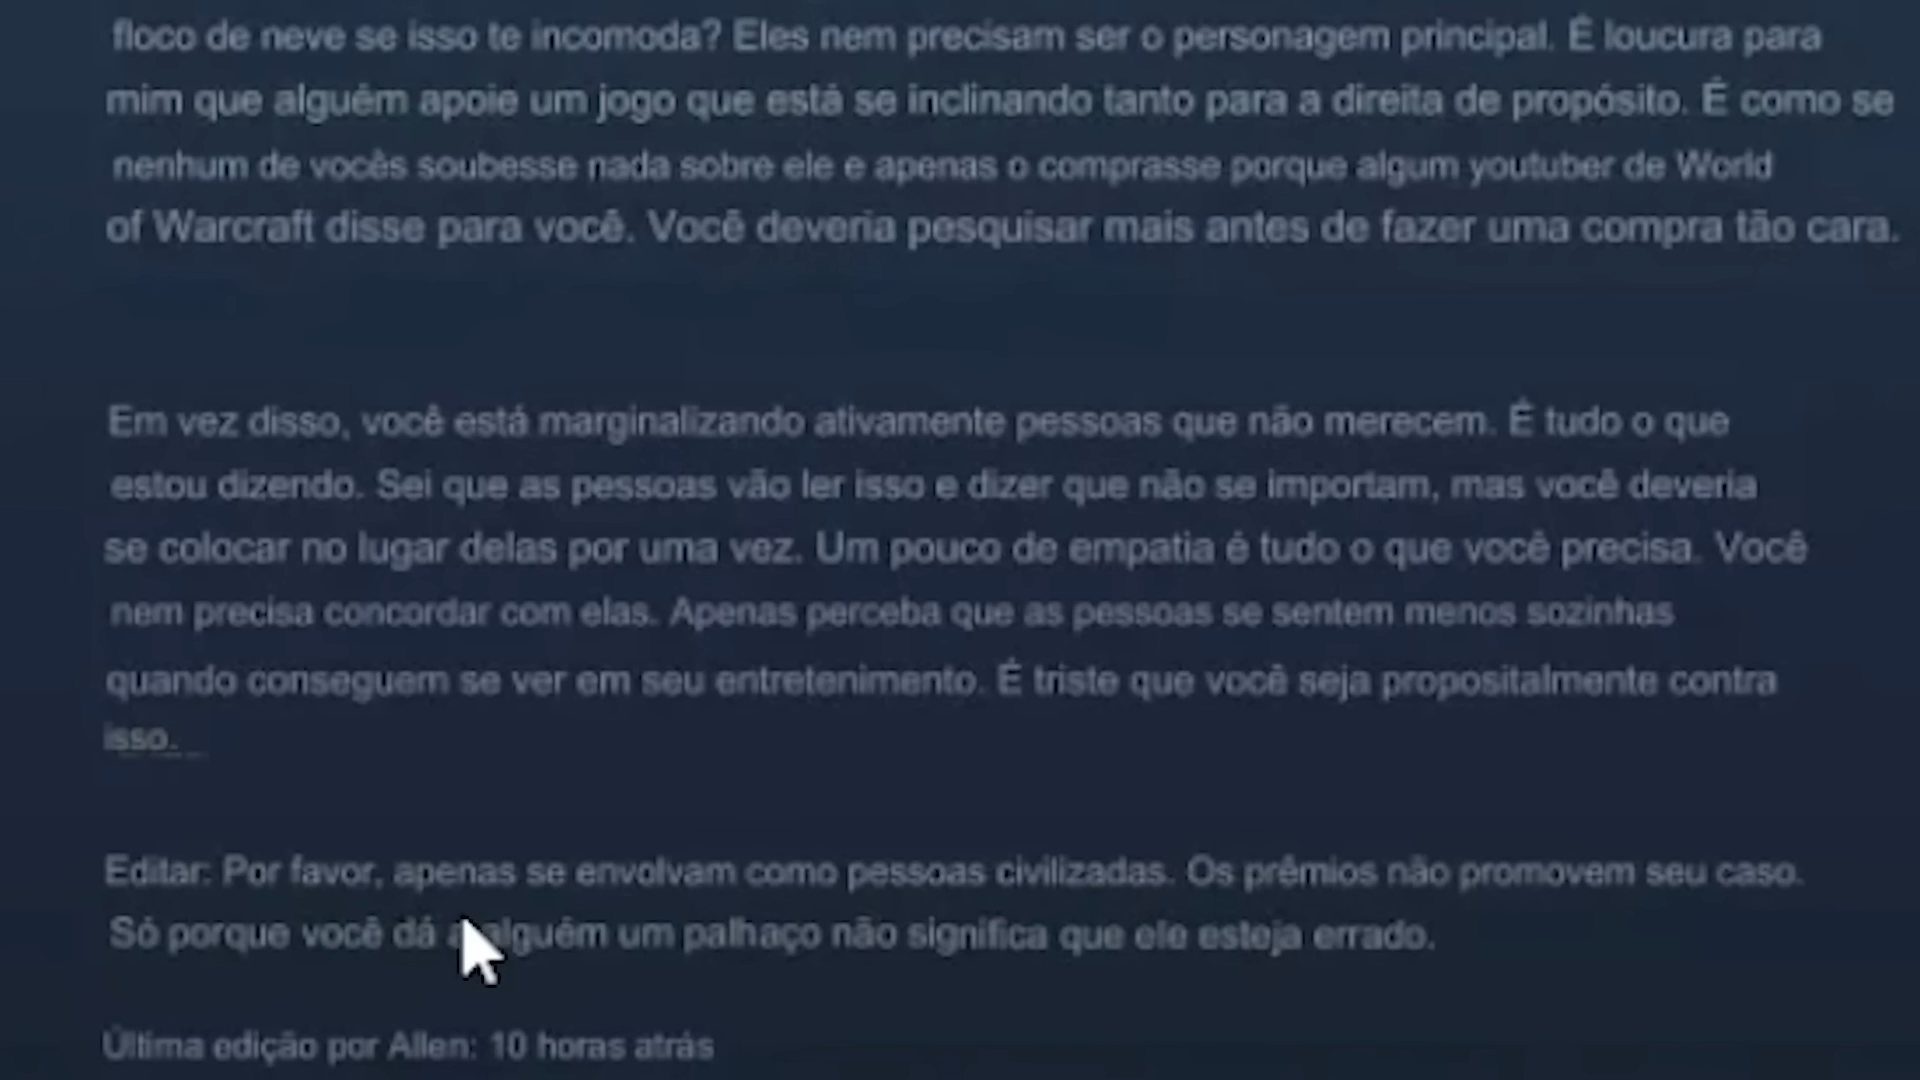 floco de neve se isso te incomoda? Eles nem precisam ser o personagem principal. É loucura para
mim que alguém apoie um jogo que está se inclinando tanto para a direita de propósito. É como se
nenhum de vocês soubesse nada sobre ele e apenas o comprasse porque algum youtuber de World
of Warcraft disse para você. Você deveria pesquisar mais antes de fazer uma compra tão cara.
Em vez disso, você está marginalizando ativamente pessoas que não merecem. É tudo o que
estou dizendo. Sei que as pessoas vão ler isso e dizer que não se importam, mas você deveria
se colocar no lugar delas por uma vez. Um pouco de empatia é tudo o que você precisa. Você
nem precisa concordar com elas. Apenas perceba que as pessoas se sentem menos sozinhas
quando conseguem se ver em seu entretenimento. É triste que você seja propositalmente contra
isso.
Editar: Por favor, apenas se envolvam como pessoas civilizadas. Os prêmios não promovem seu caso.
Só porque você dá a alguém um palhaço não significa que ele esteja errado.
Última edição por Allen: 10 horas atrás